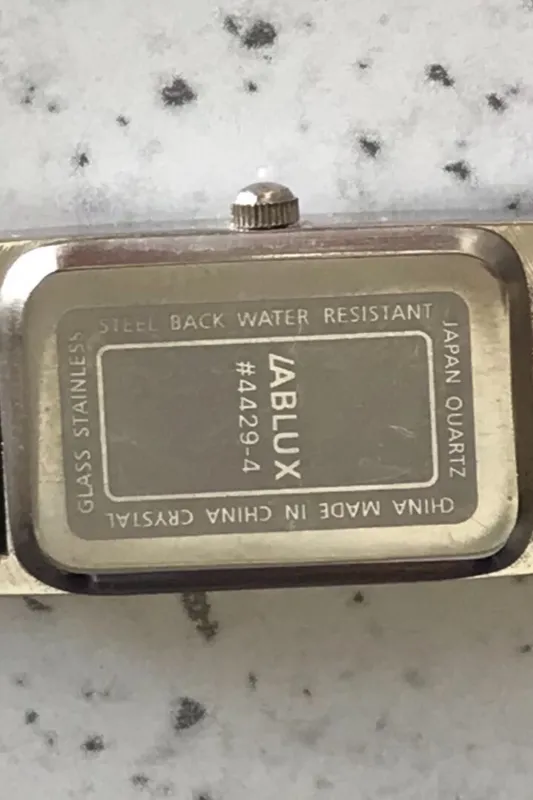 STEEL BACK WATER RESISTANT
JAPAN QUARTZ
CHINA MADE IN CHINA CRYSTAL
GLASS STAINLESS
LABLUX
#4429-4